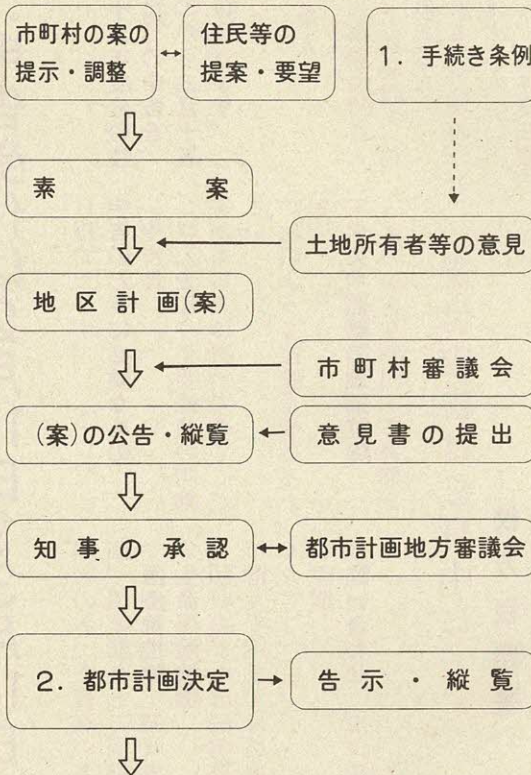 市町村の案の
提示・調整
住民等の
提案・要望
1. 手続き条例
素 案
土地所有者等の意見
地区計画(案)
市町村審議会
(案)の公告・縦覧
意見書の提出
知事の承認
都市計画地方審議会
2. 都市計画決定
告示・縦覧